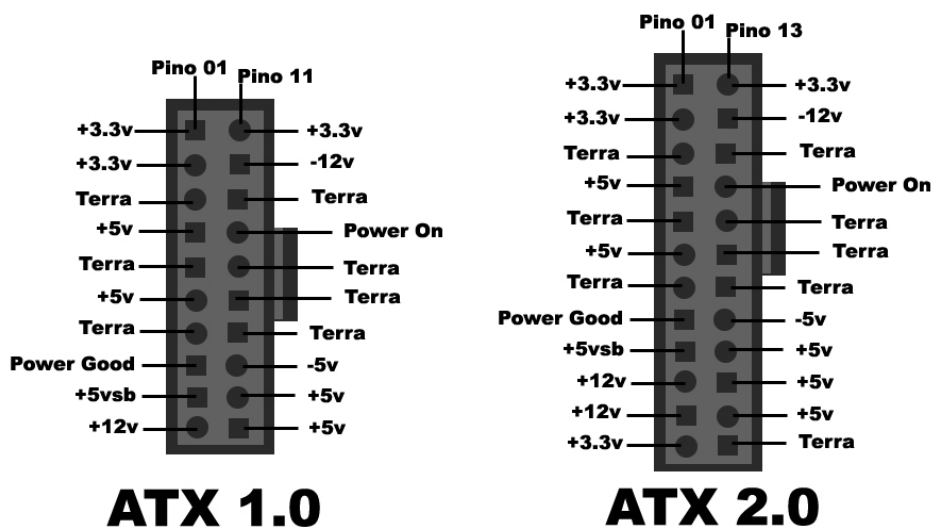 Pino 01 Pino 11
+3.3v +3.3v
+3.3v -12v
Terra Terra
+5v Power On
Terra Terra
+5v Terra
Terra Terra
Power Good -5v
+5vsb +5v
+12v +5v
ATX 1.0
Pino 01 Pino 13
+3.3v +3.3v
+3.3v -12v
Terra Terra
+5v Power On
Terra Terra
+5v Terra
Terra Terra
Power Good -5v
+5vsb +5v
+12v +5v
+12v +5v
+3.3v Terra
ATX 2.0